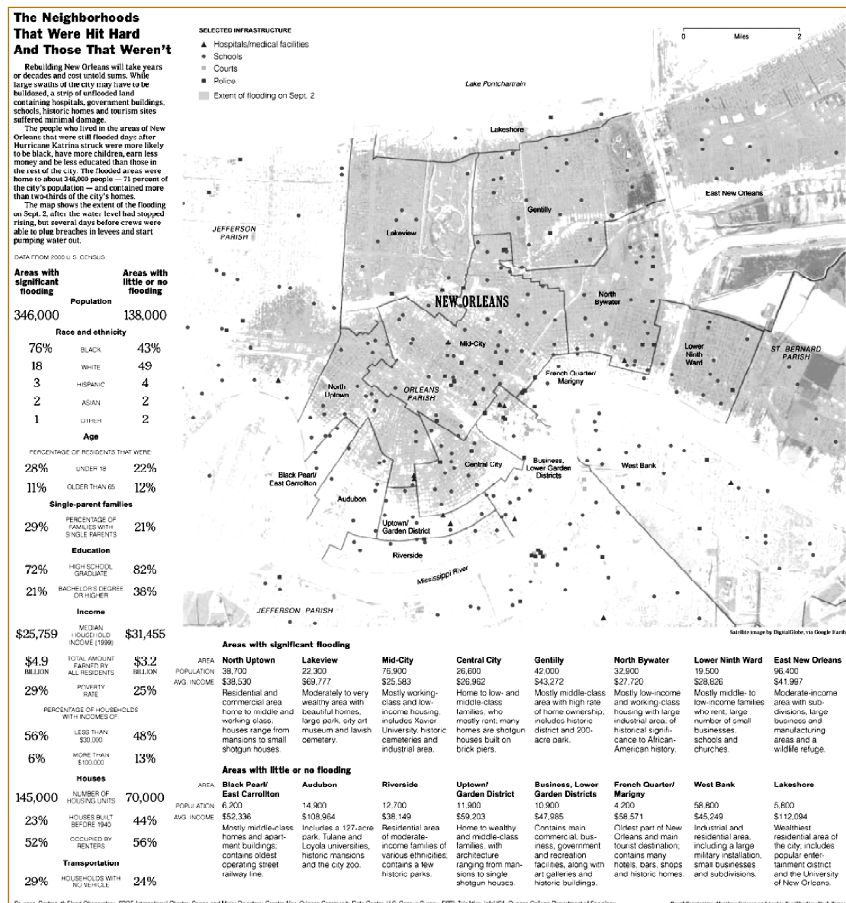 The Neighborhoods
That Were Hit Hard
And Those That Weren't
Rebuilding New Orleans will take years
or decades and cost untold sums. While
large swaths of the city may have to be
bulldozed, a strip of unflooded land
containing hospitals, government buildings,
schools, historic homes and tourism sites
suffered minimal damage.
The people who lived in the areas of New
Orleans that were still flooded days after
Hurricane Katrina struck were more likely
to be black, have more children, earn less
money and be less educated than those in
the rest of the city. The flooded areas were
home to about 346,000 people — 71 percent of
the city's population — and contained more
than two-thirds of the city's homes.
The map shows the extent of the flooding
on Sept. 2, after the water level had stopped
rising, but several days before crews were
able to plug breaches in levees and start
pumping water out.
DATA FROM 2000 U.S. CENSUS
Areas with significant flooding
Areas with little or no flooding
Population
346,000 138,000
Race and ethnicity
76% BLACK 43%
18 WHITE 49
3 HISPANIC 4
2 ASIAN 2
1 OTHER 2
Age
PERCENTAGE OF RESIDENTS THAT WERE
28% UNDER 18 22%
11% OLDER THAN 65 12%
Single-parent families
29% PERCENTAGE OF FAMILIES WITH SINGLE PARENTS 21%
Education
72% HIGH SCHOOL GRADUATE 82%
21% BACHELOR'S DEGREE OR HIGHER 38%
Income
$25,759 MEDIAN HOUSEHOLD INCOME (1999) $31,455
$4.9 BILLION TOTAL AMOUNT EARNED BY ALL RESIDENTS $3.2 BILLION
29% POVERTY RATE 25%
PERCENTAGE OF HOUSEHOLDS
WITH INCOMES OF
56% LESS THAN $30,000 48%
6% MORE THAN $100,000 13%
Houses
145,000 NUMBER OF HOUSING UNITS 70,000
23% HOUSES BUILT BEFORE 1940 44%
52% OCCUPIED BY RENTERS 56%
Transportation
29% HOUSEHOLDS WITH NO VEHICLE 24%
SELECTED INFRASTRUCTURE
Hospitals/medical facilities
Schools
Courts
Police
Extent of flooding on Sept. 2
0 Miles 2
Lake Pontchartrain
Lakeshore
East New Orleans
Gentilly
JEFFERSON
PARISH
Lakeview
NEW ORLEANS
North
Bywater
Mid-City
Lower
Ninth
Ward
ST. BERNARD
PARISH
French Quarter/
Marigny
North
Uptown
ORLEANS
PARISH
Central City
Business,
Lower Garden
Districts
West Bank
Black Pearl/
East Carrollton
Audubon
Uptown/
Garden District
Riverside
Mississippi River
JEFFERSON PARISH
Satellite image by DigitalGlobe, via Google Earth
Areas with significant flooding
AREA North Uptown Lakeview Mid-City Central City Gentilly North Bywater Lower Ninth Ward East New Orleans
POPULATION 38,700 22,300 76,900 26,600 42,000 32,900 19,500 96,400
AVG. INCOME $38,530 $69,777 $25,583 $26,962 $43,272 $27,720 $28,826 $41,997
Residential and
commercial area
home to middle and
working class;
houses range from
mansions to small
shotgun houses.
Moderately to very
wealthy area with
beautiful homes,
large park, city art
museum and lavish
cemetery.
Mostly working-
class and low-
income housing,
includes Xavier
University, historic
cemeteries and
industrial area.
Home to low- and
middle-class
families, who
mostly rent; many
homes are shotgun
houses built on
brick piers.
Mostly middle-class
area with high rate
of home ownership;
includes historic
district and 200-
acre park.
Mostly low-income
and working-class
housing with large
industrial area; of
historical signifi-
cance to African-
American history.
Mostly middle- to
low-income families
who rent; large
number of small
businesses,
schools and
churches.
Moderate-income
area with sub-
divisions, large
business and
manufacturing
areas and a
wildlife refuge.
Areas with little or no flooding
AREA Black Pearl/ East Carrollton Audubon Riverside Uptown/ Garden District Business, Lower Garden Districts French Quarter/ Marigny West Bank Lakeshore
POPULATION 6,200 14,900 12,700 11,900 10,900 4,200 58,800 5,800
AVG. INCOME $52,336 $108,964 $38,149 $59,203 $47,985 $58,571 $45,249 $112,094
Mostly middle-class
homes and apart-
ment buildings;
contains oldest
operating street
railway line.
Includes a 127-acre
park, Tulane and
Loyola universities,
historic mansions
and the city zoo.
Residential area
of moderate-
income families of
various ethnicities;
contains a few
historic parks.
Home to wealthy
and middle-class
families, with
architecture
ranging from man-
sions to single
shotgun houses.
Contains main
commercial, bus-
iness, government
and recreation
facilities, along with
art galleries and
historic buildings.
Oldest part of New
Orleans and main
tourist destination;
contains many
hotels, bars, shops
and historic homes.
Industrial and
residential area,
including a large
military installation,
small businesses
and subdivisions.
Wealthiest
residential area of
the city; includes
popular enter-
tainment district
and the University
of New Orleans.